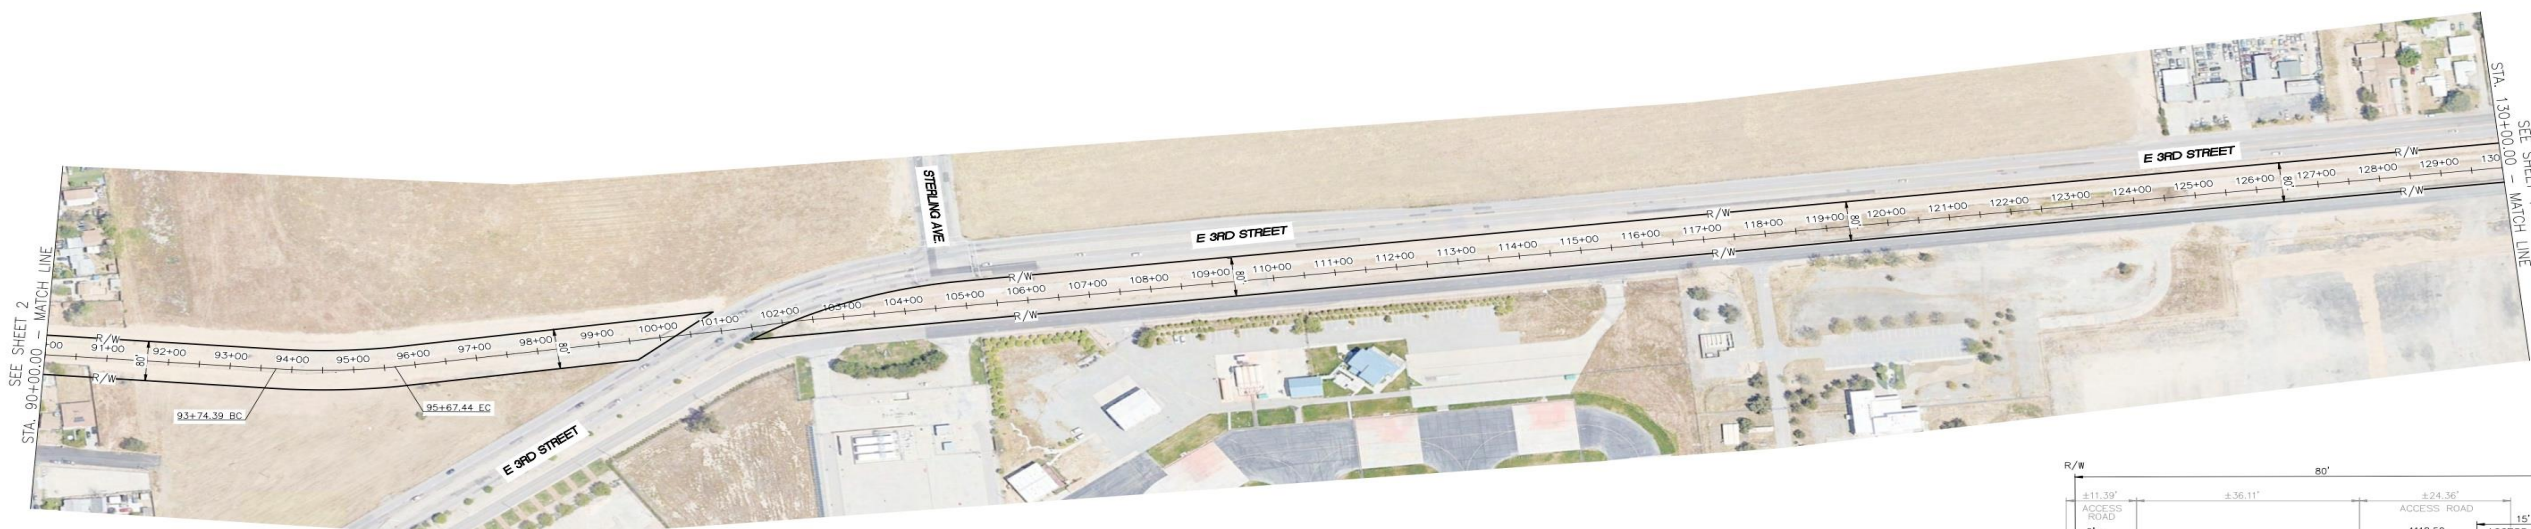 SEE SHEET 2
STA. 90+00.00 - MATCH LINE
R/W
R/W
00
91+00
92+00
93+00
94+00
95+00
96+00
97+00
98+00
99+00
100+00
101+00
102+00
103+00
104+00
105+00
106+00
107+00
108+00
109+00
110+00
111+00
112+00
113+00
114+00
115+00
116+00
117+00
118+00
119+00
120+00
121+00
122+00
123+00
124+00
125+00
126+00
127+00
128+00
129+00
130
80'
80'
93+74.39 BC
95+67.44 EC
E 3RD STREET
STERLING AVE.
R/W
R/W
E 3RD STREET
80'
R/W
R/W
80'
E 3RD STREET
80'
R/W
R/W
STA. 130+00.00 - MATCH LINE
SEE SHEET
R/W
80'
±11.39'
ACCESS
ROAD
±36.11'
±24.36'
ACCESS ROAD
15'